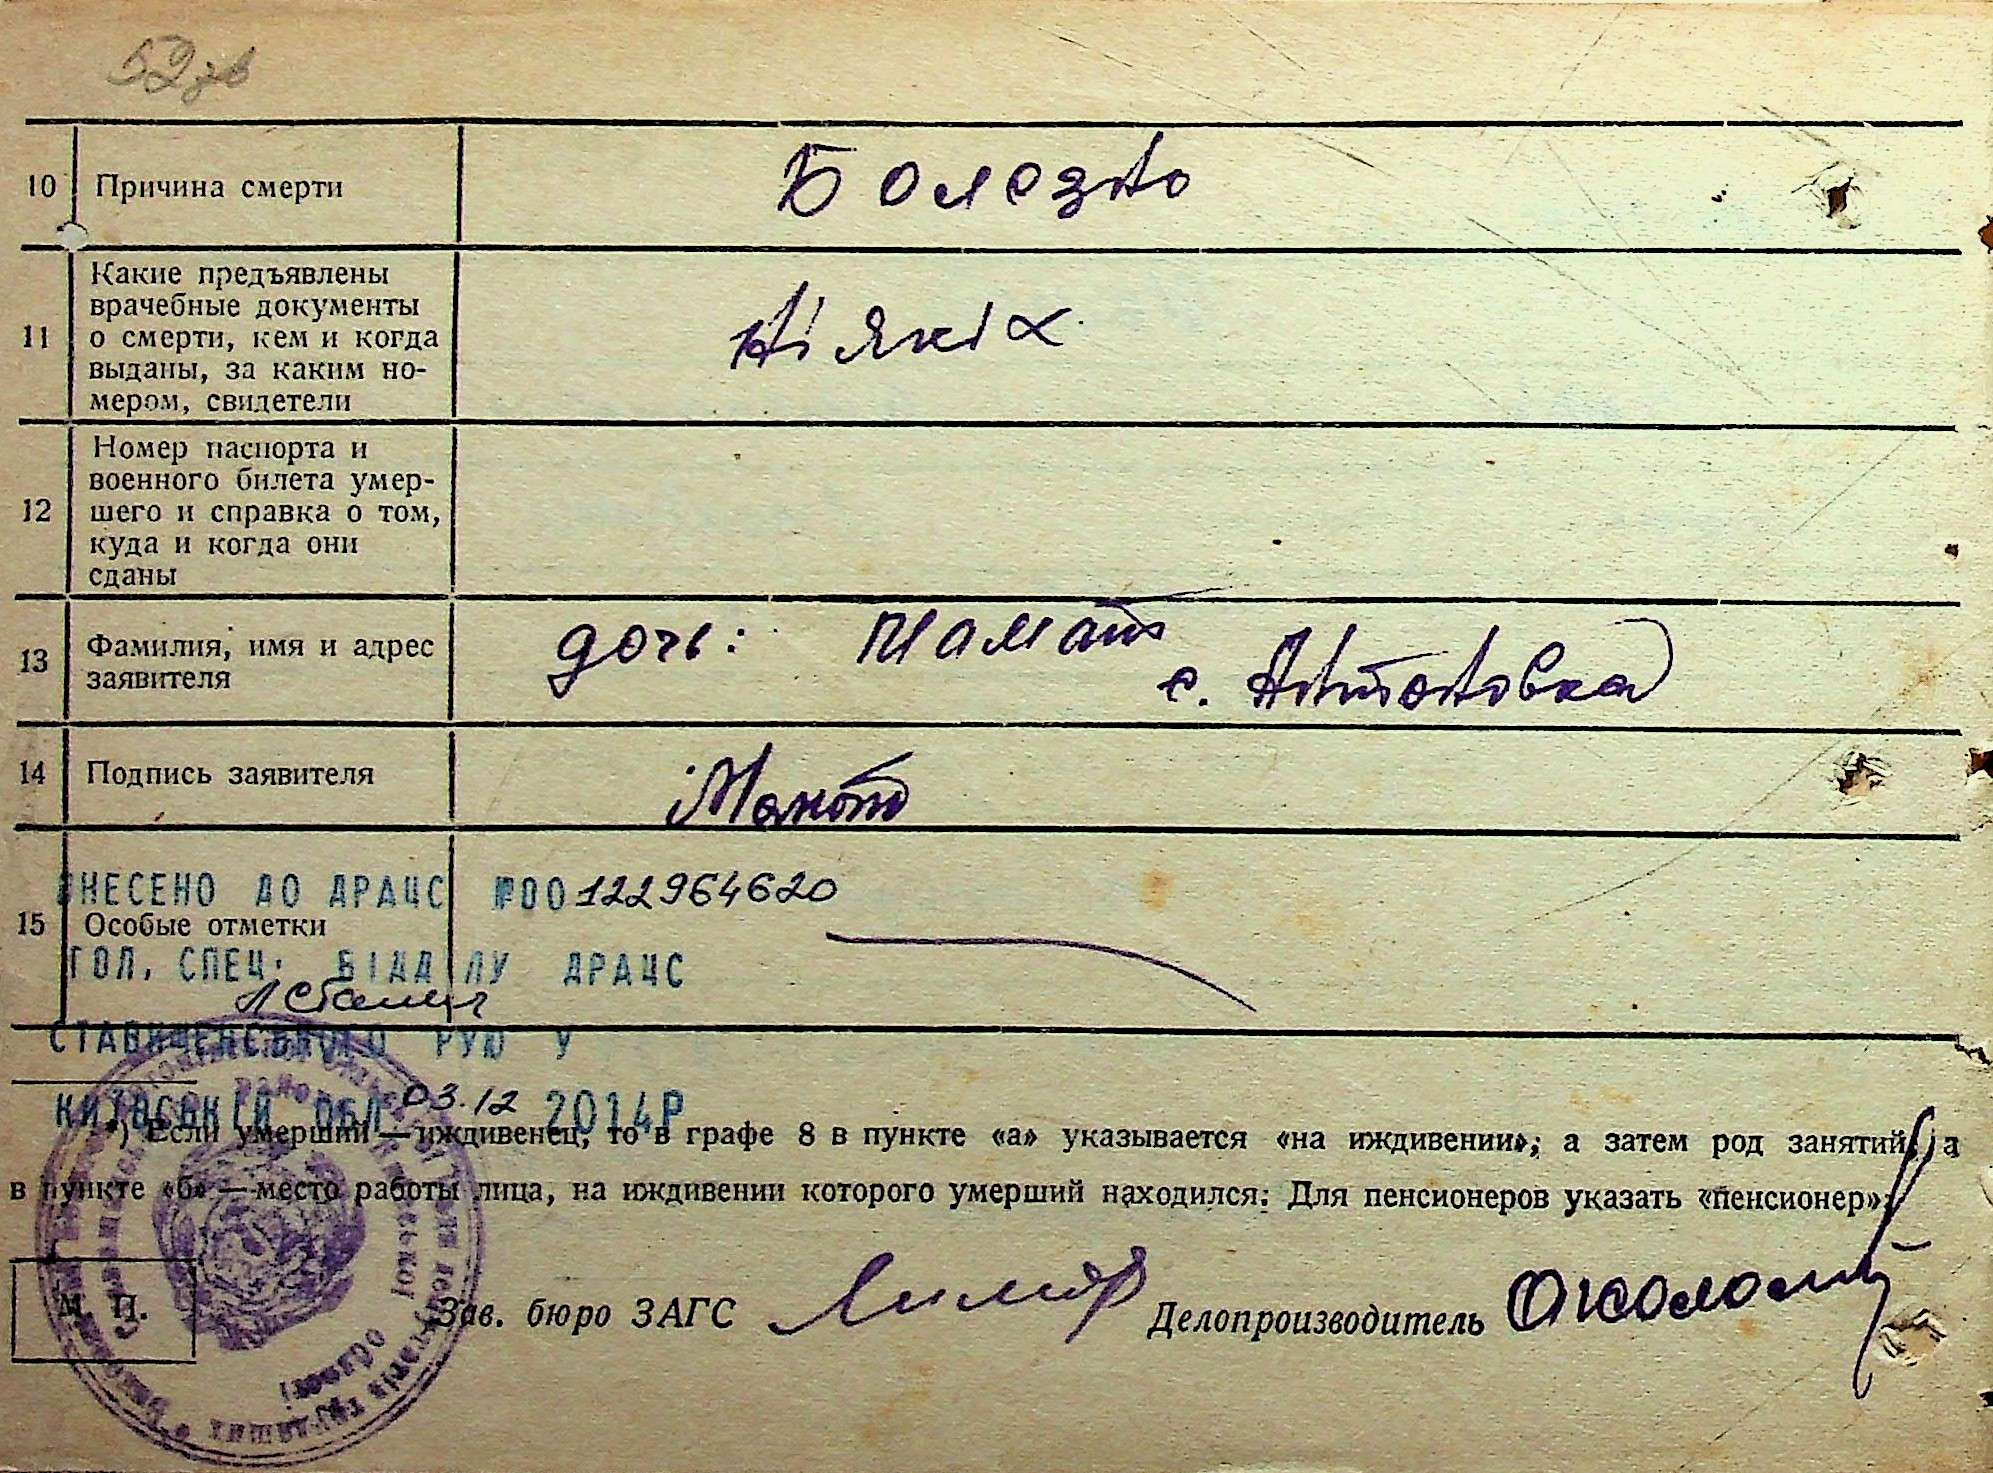 52зв
10 Причина смерти
Болезнь
11 Какие предъявлены
врачебные документы
о смерти, кем и когда
выданы, за каким но-
мером, свидетели
Ніякіх
12 Номер паспорта и
военного билета умер-
шего и справка о том,
куда и когда они
сданы
13 Фамилия, имя и адрес
заявителя
дочь:
с. Антоновка
14 Подпись заявителя
ВНЕСЕНО ДО ДРАЦС №00122964620
15 Особые отметки
ГОЛ. СПЕЦ. ВІДДІЛУ ДРАЦС
СТАВИЩЕНСЬКОГО РУЮ У
КИЇВСЬКІЙ ОБЛ 03.12 2014Р
*) Если умерший — иждивенец, то в графе 8 в пункте «а» указывается «на иждивении», а затем род занятий, а
в пункте «б» — место работы лица, на иждивении которого умерший находился. Для пенсионеров указать «пенсионер».
М. П.
Зав. бюро ЗАГС
Делопроизводитель